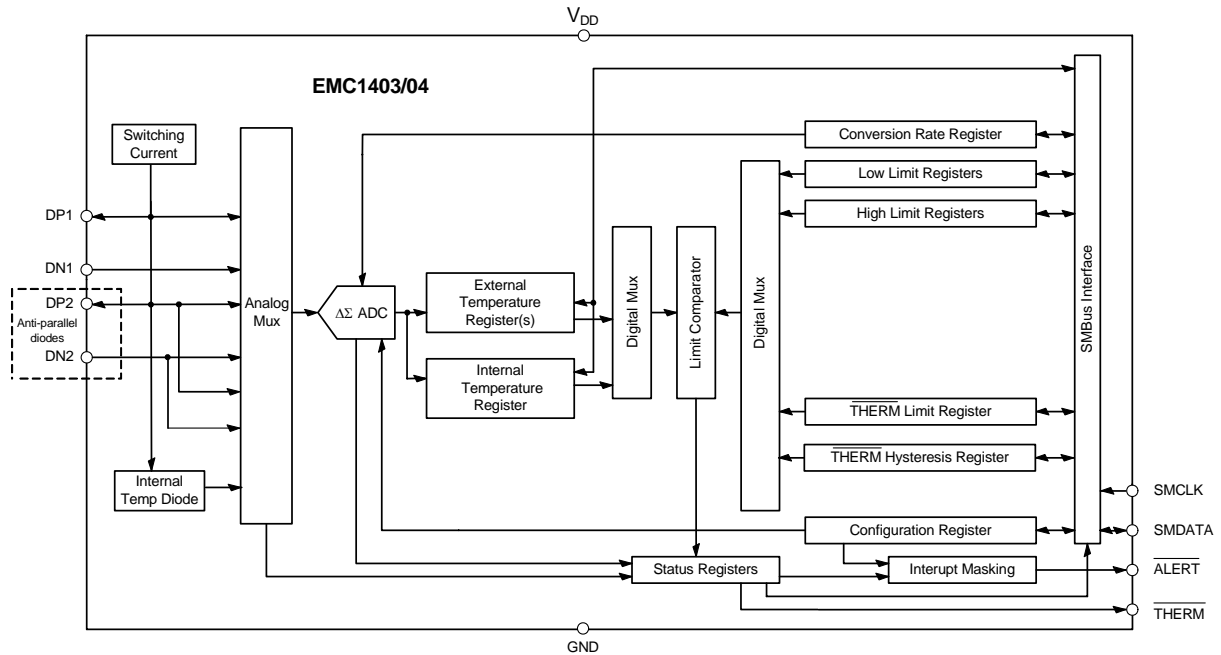 VDD
EMC1403/04
Switching
Current
DP1
DN1
DP2
Anti-parallel
diodes
DN2
Analog
Mux
Internal
Temp Diode
ΔΣ ADC
External
Temperature
Register(s)
Internal
Temperature
Register
Digital Mux
Limit Comparator
Digital Mux
Conversion Rate Register
Low Limit Registers
High Limit Registers
THERM Limit Register
THERM Hysteresis Register
Configuration Register
Status Registers
Interupt Masking
SMBus Interface
SMCLK
SMDATA
ALERT
THERM
GND